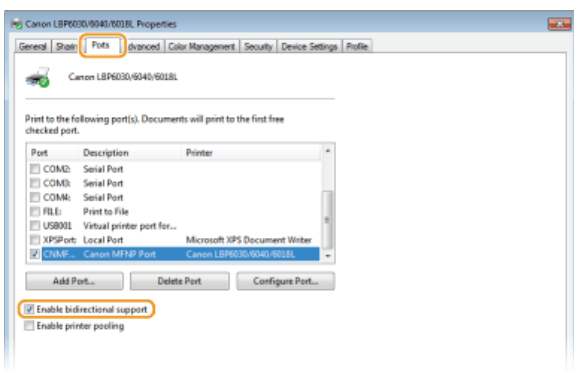 Canon LBP6030/6040/6018L Properties
General Sharin Ports dvanced Color Management Security Device Settings Profile
Canon LBP6030/6040/6018L
Print to the following port(s). Documents will print to the first free
checked port.
Port Description Printer
COM2: Serial Port
COM3: Serial Port
COM4: Serial Port
FILE: Print to File
USB001 Virtual printer port for...
XPSPort: Local Port Microsoft XPS Document Writer
CNMF... Canon MFNP Port Canon LBP6030/6040/6018L
Add Port... Delete Port Configure Port...
Enable bidirectional support
Enable printer pooling